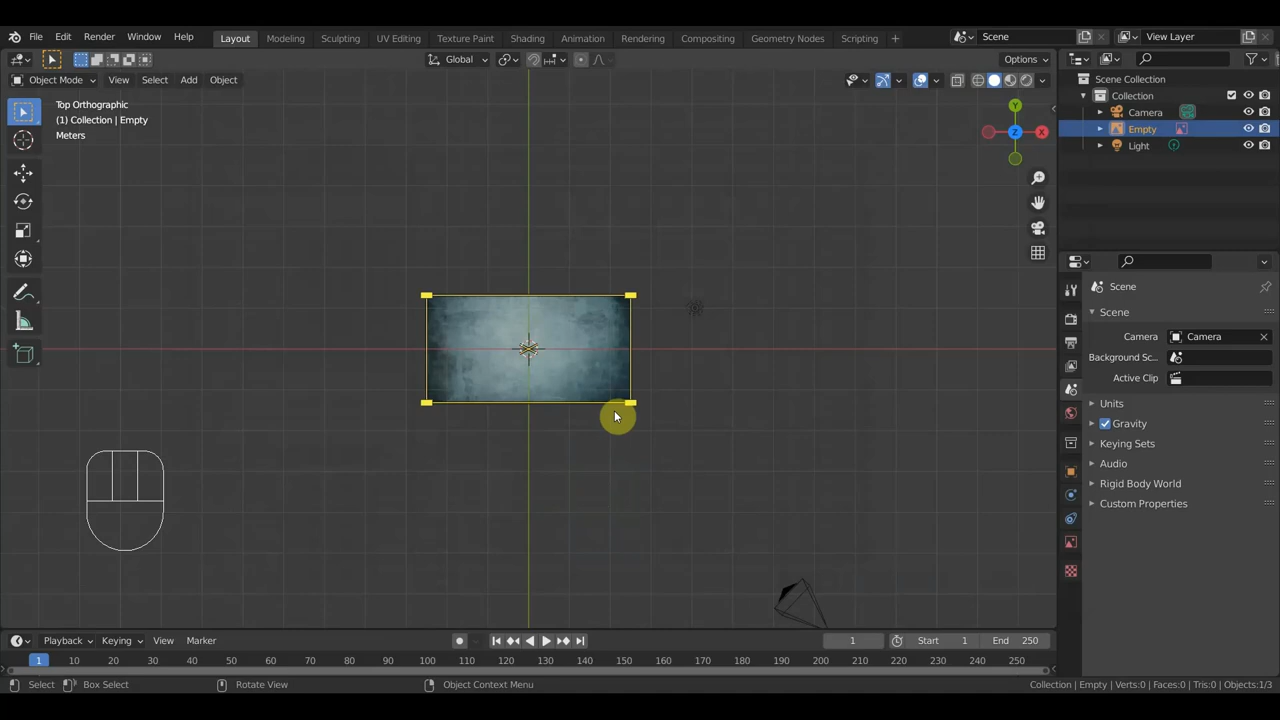 File Edit Render Window Help Layout Modeling Sculpting UV Editing Texture Paint Shading Animation Rendering Compositing Geometry Nodes Scripting + Scene View Layer
Global Options
Object Mode View Select Add Object
Top Orthographic
(1) Collection | Empty
Meters
Y
X
Z
Scene Collection
Collection
Camera
Empty
Light
Scene
Scene
Camera Camera
Background Sc...
Active Clip
Units
Gravity
Keying Sets
Audio
Rigid Body World
Custom Properties
Playback Keying View Marker 1 Start 1 End 250
1 10 20 30 40 50 60 70 80 90 100 110 120 130 140 150 160 170 180 190 200 210 220 230 240 250
Select Box Select Rotate View Object Context Menu Collection | Empty | Verts:0 | Faces:0 | Tris:0 | Objects:1/3